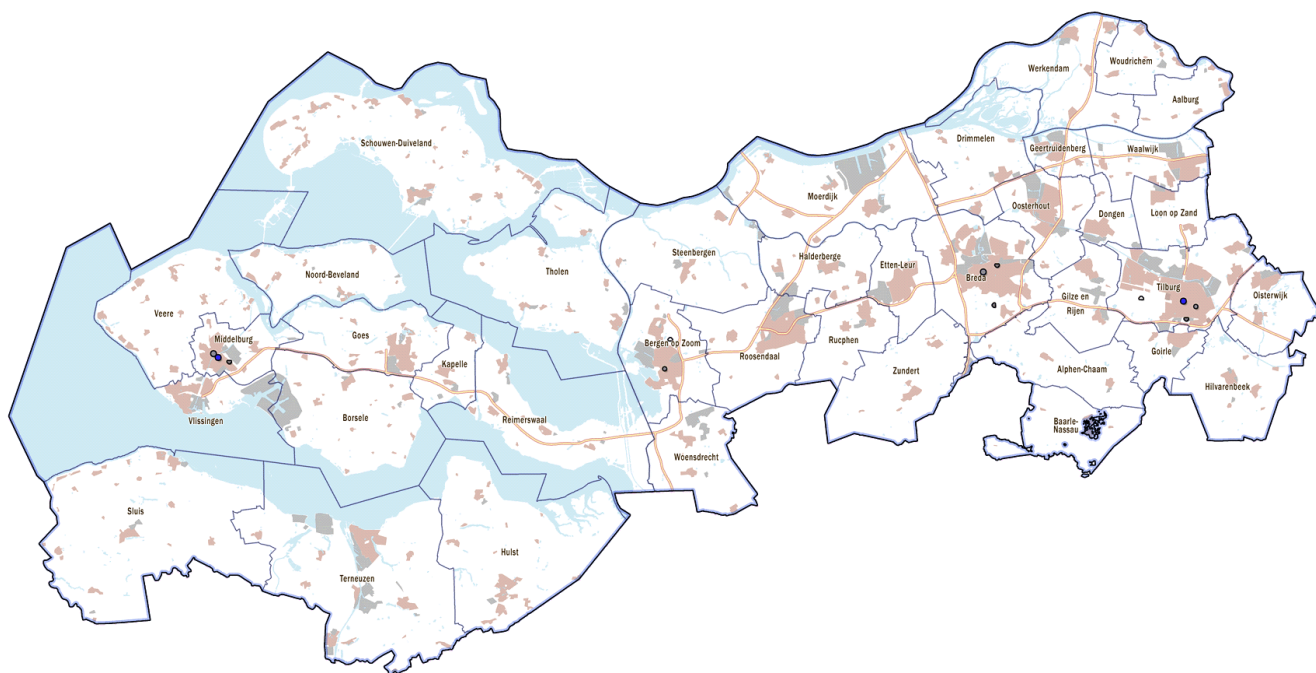 Werkendam
Woudrichem
Aalburg
Schouwen-Duiveland
Drimmelen
Geertruidenberg
Waalwijk
Moerdijk
Oosterhout
Dongen
Loon op Zand
Steenbergen
Halderberge
Etten-Leur
Tholen
Noord-Beveland
Breda
Tilburg
Oisterwijk
Gilze en
Rijen
Veere
Middelburg
Goes
Bergen op Zoom
Roosendaal
Rucphen
Goirle
Kapelle
Zundert
Alphen-Chaam
Hilvarenbeek
Vlissingen
Borsele
Reimerswaal
Baarle-
Nassau
Woensdrecht
Sluis
Hulst
Terneuzen